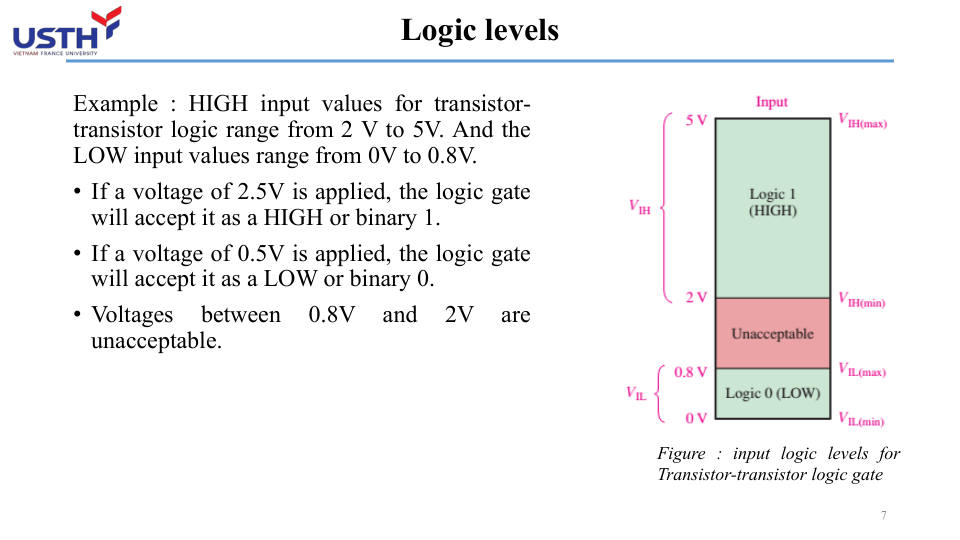 USTH
VIETNAM FRANCE UNIVERSITY
Logic levels
Example : HIGH input values for transistor-
transistor logic range from 2 V to 5V. And the
LOW input values range from 0V to 0.8V.
• If a voltage of 2.5V is applied, the logic gate
will accept it as a HIGH or binary 1.
• If a voltage of 0.5V is applied, the logic gate
will accept it as a LOW or binary 0.
• Voltages between 0.8V and 2V are
unacceptable.
Input
5 V
VIH(max)
Logic 1
(HIGH)
VIH
2 V
VIH(min)
Unacceptable
0.8 V
VIL(max)
VIL
Logic 0 (LOW)
0 V
VIL(min)
Figure : input logic levels for
Transistor-transistor logic gate
7